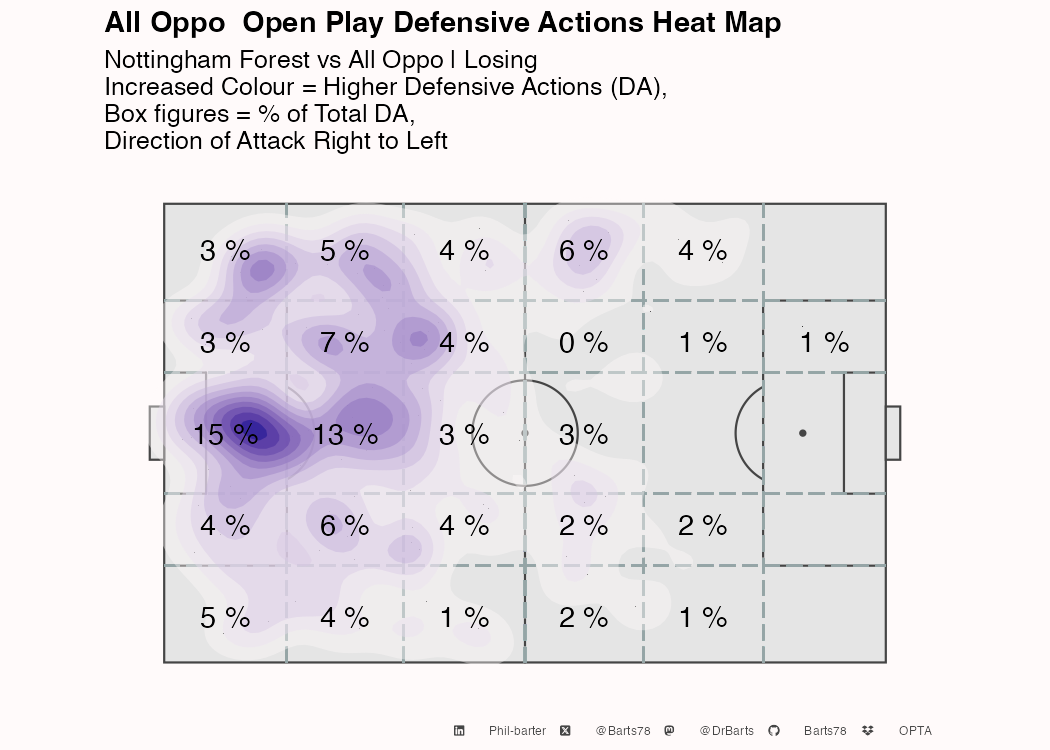 All Oppo  Open Play Defensive Actions Heat Map
Nottingham Forest vs All Oppo | Losing
Increased Colour = Higher Defensive Actions (DA),
Box figures = % of Total DA,
Direction of Attack Right to Left
3 % 5 % 4 % 6 % 4 %
3 % 7 % 4 % 0 % 1 % 1 %
15 % 13 % 3 % 3 %
4 % 6 % 4 % 2 % 2 %
5 % 4 % 1 % 2 % 1 %
Phil-barter @Barts78 @DrBarts Barts78 OPTA